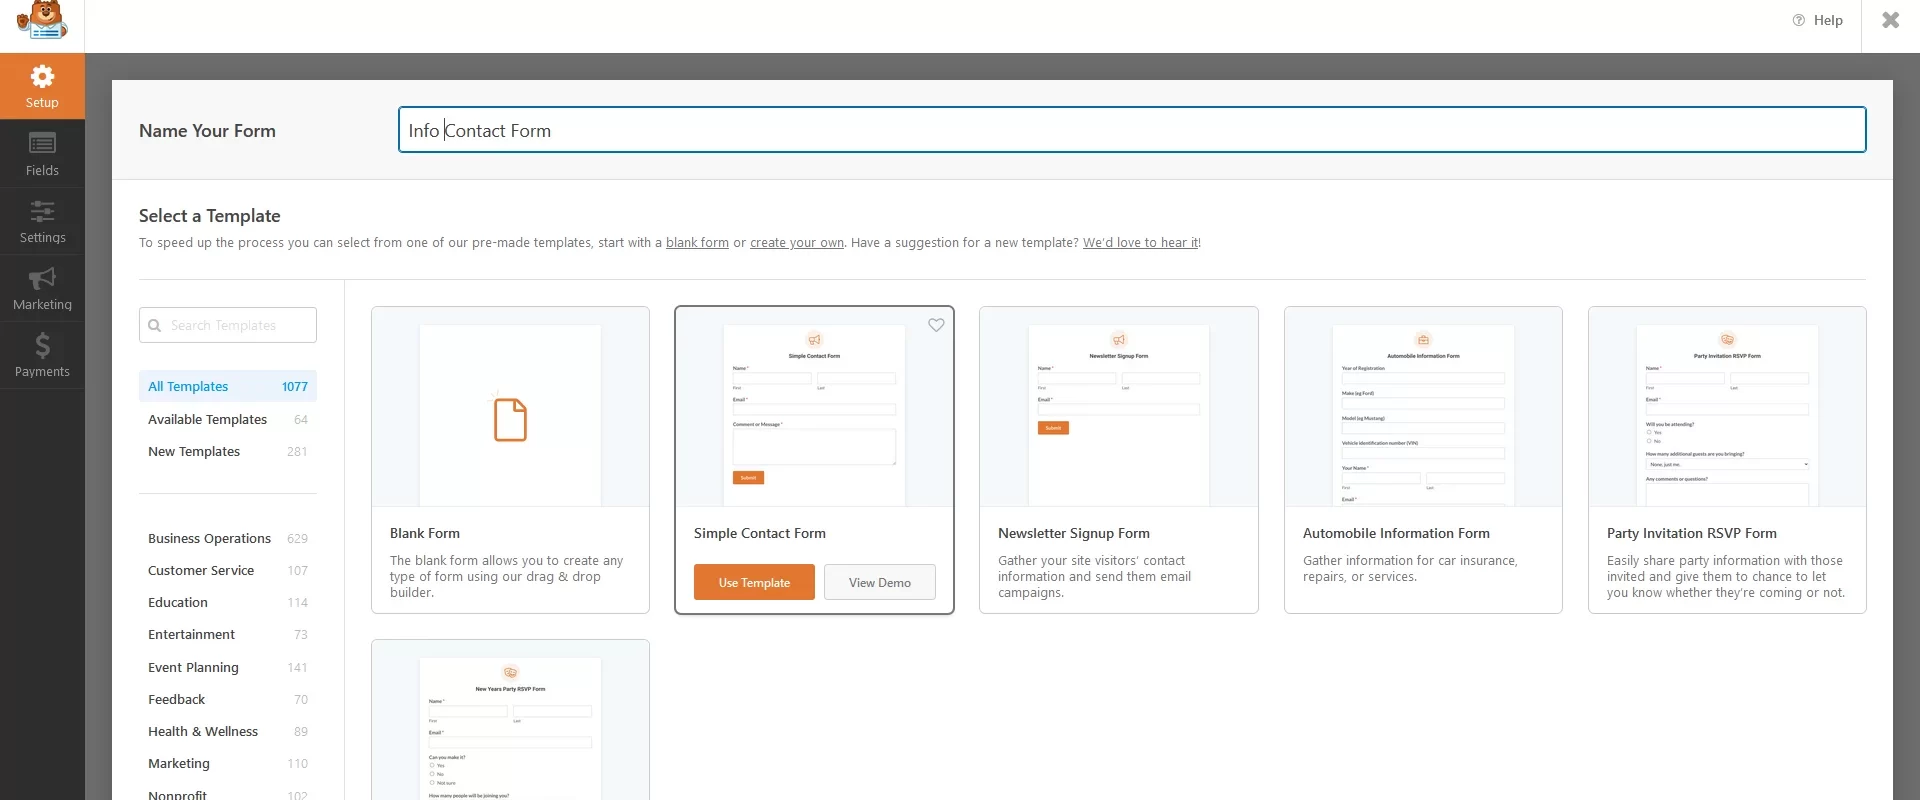 Help
Setup
Fields
Settings
Marketing
Payments
Name Your Form
Info Contact Form
Select a Template
To speed up the process you can select from one of our pre-made templates, start with a blank form or create your own. Have a suggestion for a new template? We'd love to hear it!
Search Templates
All Templates 1077
Available Templates 64
New Templates 281
Business Operations 629
Customer Service 107
Education 114
Entertainment 73
Event Planning 141
Feedback 70
Health & Wellness 89
Marketing 110
Nonprofit 102
Blank Form
The blank form allows you to create any
type of form using our drag & drop
builder.
Simple Contact Form
Name *
First Last
Email *
Comment or Message *
Submit
Simple Contact Form
Use Template View Demo
Newsletter Signup Form
Name *
First Last
Email *
Submit
Newsletter Signup Form
Gather your site visitors' contact
information and send them email
campaigns.
Automobile Information Form
Year of Registration
Make (eg Ford)
Model (eg Mustang)
Vehicle identification number (VIN)
Your Name *
First Last
Email *
Automobile Information Form
Gather information for car insurance,
repairs, or services.
Party Invitation RSVP Form
Name *
First Last
Email *
Will you be attending?
Yes
No
How many additional guests are you bringing?
None; just me.
Any comments or questions?
Party Invitation RSVP Form
Easily share party information with those
invited and give them to chance to let
you know whether they're coming or not.
New Years Party RSVP Form
Name *
First Last
Email *
Can you make it?
Yes
No
Not sure
How many people will be joining you?